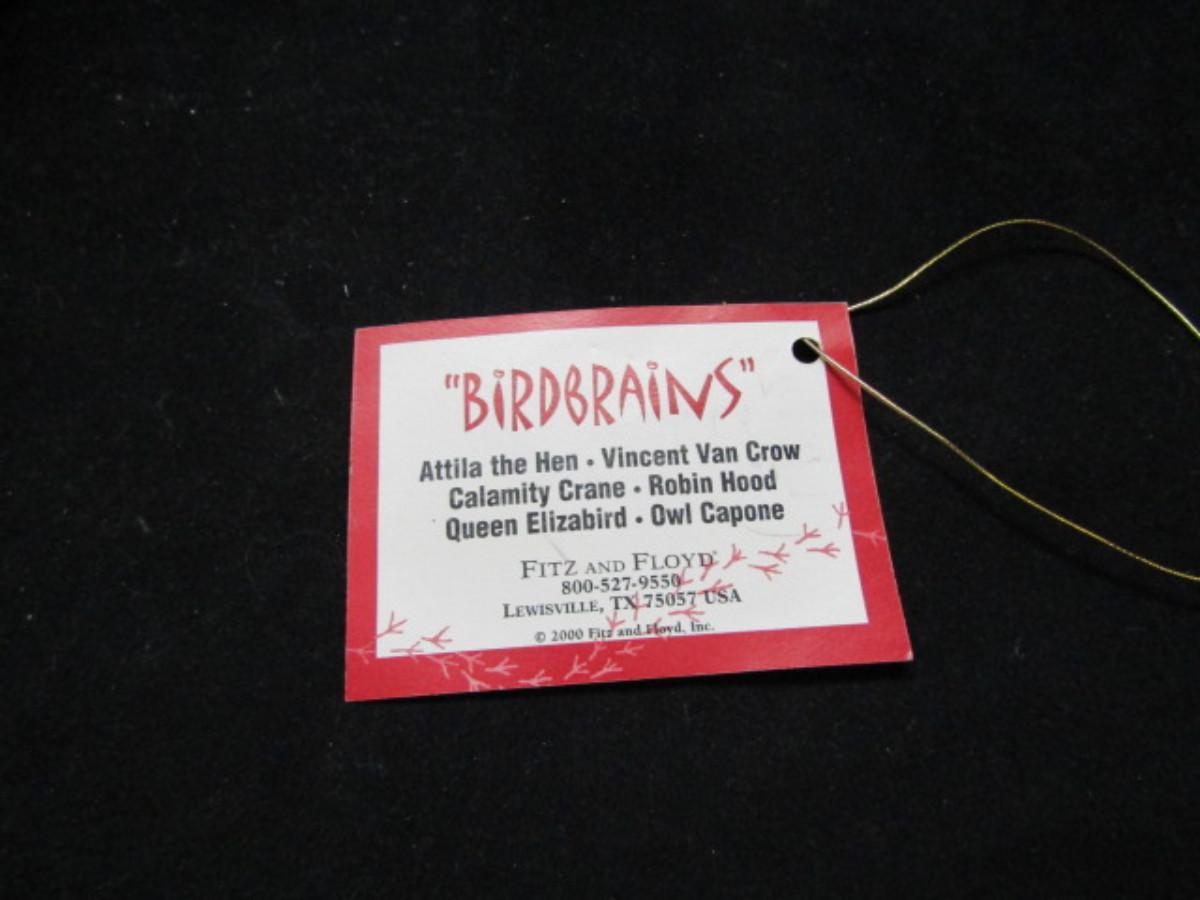 "BiRDBRAiNS"
Attila the Hen • Vincent Van Crow
Calamity Crane • Robin Hood
Queen Elizabird • Owl Capone
FITZ AND FLOYD®
800-527-9550
LEWISVILLE, TX 75057 USA
© 2000 Fitz and Floyd, Inc.